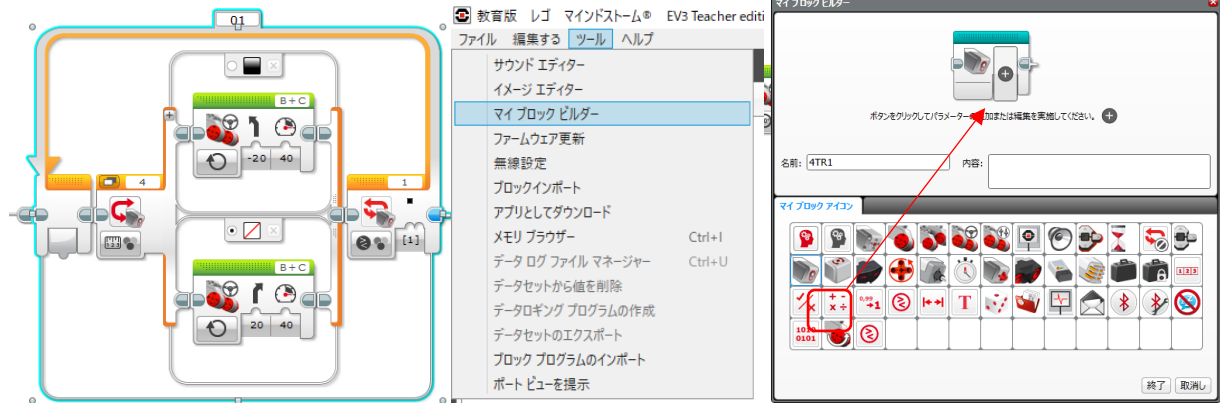 01
B+C
-20 40
4
1
[1]
B+C
20 40
教育版 レゴ マインドストーム® EV3 Teacher editi
ファイル 編集する ツール ヘルプ
サウンド エディター
イメージ エディター
マイ ブロック ビルダー
ファームウェア更新
無線設定
ブロックインポート
アプリとしてダウンロード
メモリ ブラウザー Ctrl+I
データ ログ ファイル マネージャー Ctrl+U
データセットから値を削除
データロギング プログラムの作成
データセットのエクスポート
ブロック プログラムのインポート
ポート ビューを提示
マイ ブロック ビルダー
ボタンをクリックしてパラメーターの追加または編集を実施してください。
名前: 4TR1 内容:
マイ ブロック アイコン
1 2 3
0,99
→1
T
1010
0101
終了 取消し